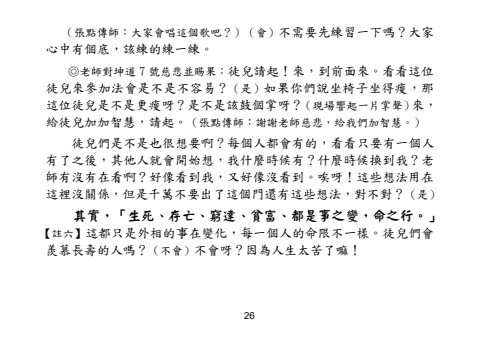 （張點傳師：大家會唱這個歌吧？）（會）不需要先練習一下嗎？大家
心中有個底，該練的練一練。
◎老師對坤道 7 號慈悲並賜果：徒兒請起！來，到前面來。看看這位
徒兒來參加法會是不是不容易？（是）如果你們說坐椅子坐得痠，那
這位徒兒是不是更痠呀？是不是該鼓個掌呀？（現場響起一片掌聲）來，
給徒兒加加智慧，請起。（張點傳師：謝謝老師慈悲，給我們加智慧。）
徒兒們是不是也很想要啊？每個人都會有的，看看只要有一個人
有了之後，其他人就會開始想，我什麼時候有？什麼時候換到我？老
師有沒有在看啊？好像看到我，又好像沒看到。唉呀！這些想法用在
這裡沒關係，但是千萬不要出了這個門還有這些想法，對不對？（是）
其實，「生死、存亡、窮達、貧富、都是事之變，命之行。」
【註六】這都只是外相的事在變化，每一個人的命限不一樣。徒兒們會
羨慕長壽的人嗎？（不會）不會呀？因為人生太苦了嘛！
26